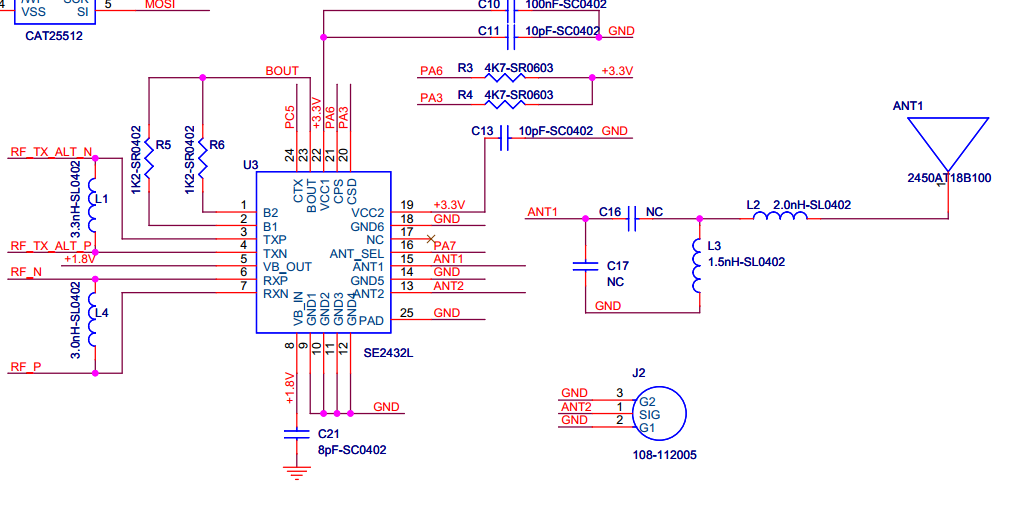 4
VSS
SCK
SI
5
MOSI
CAT25512
C10
100nF-SC0402
C11
10pF-SC0402
GND
BOUT
PA6
R3
4K7-SR0603
+3.3V
PA3
R4
4K7-SR0603
C13
10pF-SC0402
GND
ANT1
2450AT18B100
1
PC5
+3.3V
PA6
PA3
24
23
22
21
20
1K2-SR0402
R5
1K2-SR0402
R6
U3
RF_TX_ALT_N
3.3nH-SL0402
L1
RF_TX_ALT_P
+1.8V
RF_N
3.0nH-SL0402
L4
RF_P
CTX
BOUT
VCC1
CPS
CSD
1
B2
2
B1
3
TXP
4
TXN
5
VB_OUT
6
RXP
7
RXN
VCC2
19
+3.3V
GND6
18
GND
NC
17
ANT_SEL
16
PA7
ANT1
15
ANT1
GND5
14
GND
ANT2
13
ANT2
PAD
25
GND
VB_IN
GND1
GND2
GND3
GND4
8
9
10
11
12
SE2432L
+1.8V
GND
C21
8pF-SC0402
ANT1
C16
NC
L2
2.0nH-SL0402
C17
NC
L3
1.5nH-SL0402
GND
J2
GND
3
G2
ANT2
1
SIG
GND
2
G1
108-112005